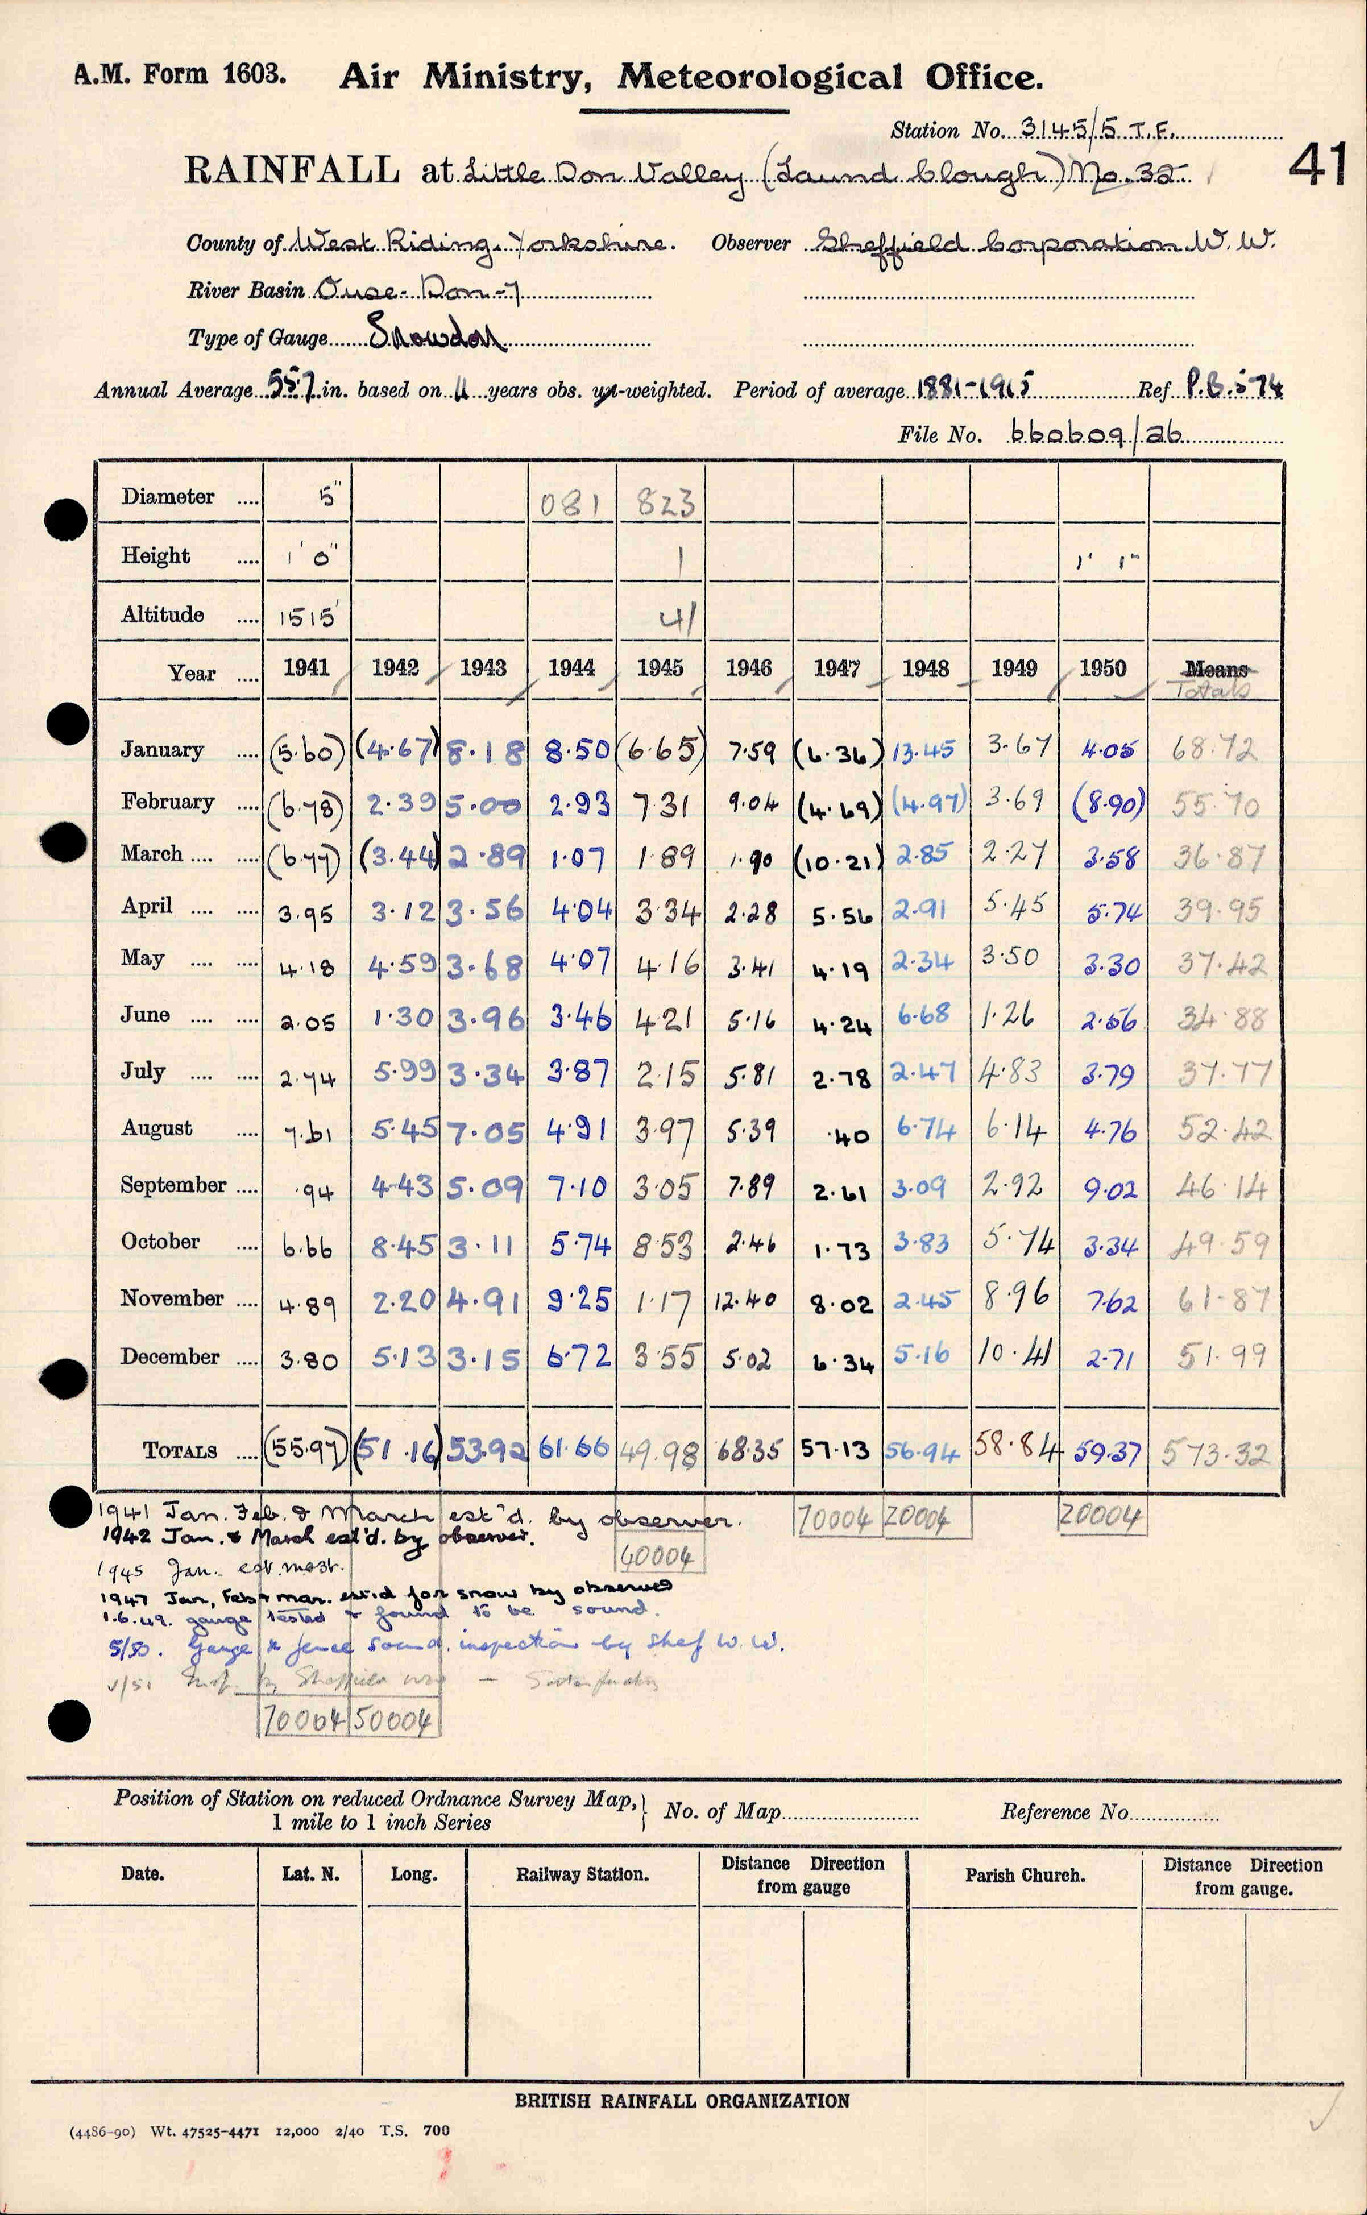 A.M. Form 1603. Air Ministry, Meteorological Office.
Station No. 3145/5 T.F.
41
RAINFALL at Little Don Valley (Laund Clough) No. 32
County of West Riding, Yorkshire. Observer Sheffield Corporation W.W.
River Basin Ouse-Don-7
Type of Gauge Snowdon
Annual Average 55.7 in. based on 11 years obs. un-weighted. Period of average 1881-1915 Ref P.B. 574
File No. 660609/26
Diameter .... 5" 081 823
Height .... 1' 0" 1 1' 1"
Altitude .... 1515' 41
Year .... 1941 1942 1943 1944 1945 1946 1947 1948 1949 1950 Means
Totals
January .... (5.60) (4.67) 8.18 8.50 (6.65) 7.59 (6.36) 13.45 3.67 4.05 68.72
February .... (6.78) 2.39 5.00 2.93 7.31 9.04 (4.69) (4.97) 3.69 (8.90) 55.70
March .... .... (6.77) (3.44) 2.89 1.07 1.89 1.90 (10.21) 2.85 2.27 3.58 36.87
April .... .... 3.95 3.12 3.56 4.04 3.34 2.28 5.56 2.91 5.45 5.74 39.95
May .... .... 4.18 4.59 3.68 4.07 4.16 3.41 4.19 2.34 3.50 3.30 37.42
June .... .... 2.05 1.30 3.96 3.46 4.21 5.16 4.24 6.68 1.26 2.56 34.88
July .... .... 2.74 5.99 3.34 3.87 2.15 5.81 2.78 2.47 4.83 3.79 37.77
August .... 7.61 5.45 7.05 4.91 3.97 5.39 .40 6.74 6.14 4.76 52.42
September .... .94 4.43 5.09 7.10 3.05 7.89 2.61 3.09 2.92 9.02 46.14
October .... 6.66 8.45 3.11 5.74 8.53 2.46 1.73 3.83 5.74 3.34 49.59
November .... 4.89 2.20 4.91 9.25 1.17 12.40 8.02 2.45 8.96 7.62 61.87
December .... 3.80 5.13 3.15 6.72 3.55 5.02 6.34 5.16 10.41 2.71 51.99
TOTALS .... (55.97) (51.16) 53.92 61.66 49.98 68.35 57.13 56.94 58.84 59.37 573.32
70004 20004 20004
1941 Jan. Feb. & March est'd. by observer.
1942 Jan. & March est'd. by observer.
60004
1945 Jan. est. most.
1947 Jan, Feb & mar. est'd for snow by observer
1.6.49. gauge tested & found to be sound.
5/50. Gauge & fence sound, inspection by Shef W.W.
/51 Insp. by Sheffield WW — Satisfactory
70004 50004
Position of Station on reduced Ordnance Survey Map, 1 mile to 1 inch Series } No. of Map Reference No.
Date. Lat. N. Long. Railway Station. Distance Direction from gauge Parish Church. Distance Direction from gauge.
BRITISH RAINFALL ORGANIZATION
(4486-90) Wt. 47525-4471 12,000 2/40 T.S. 700